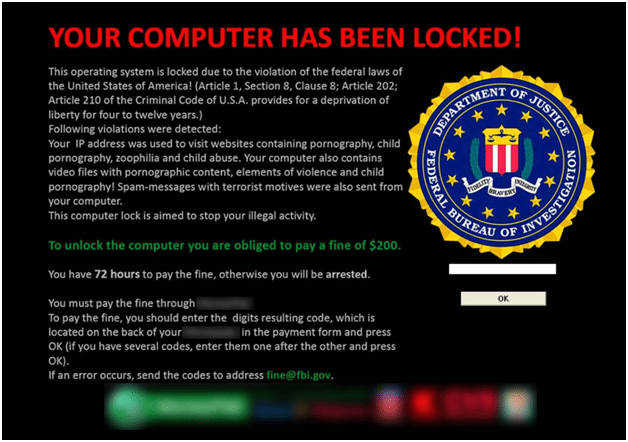 YOUR COMPUTER HAS BEEN LOCKED!
This operating system is locked due to the violation of the federal laws of
the United States of America! (Article 1, Section 8, Clause 8; Article 202;
Article 210 of the Criminal Code of U.S.A. provides for a deprivation of
liberty for four to twelve years.)
Following violations were detected:
Your IP address was used to visit websites containing pornography, child
pornography, zoophilia and child abuse. Your computer also contains
video files with pornographic content, elements of violence and child
pornography! Spam-messages with terrorist motives were also sent from
your computer.
This computer lock is aimed to stop your illegal activity.
To unlock the computer you are obliged to pay a fine of $200.
You have 72 hours to pay the fine, otherwise you will be arrested.
You must pay the fine through
To pay the fine, you should enter the digits resulting code, which is
located on the back of your in the payment form and press
OK (if you have several codes, enter them one after the other and press
OK).
If an error occurs, send the codes to address fine@fbi.gov.
DEPARTMENT OF JUSTICE
FEDERAL BUREAU OF INVESTIGATION
FIDELITY BRAVERY INTEGRITY
OK